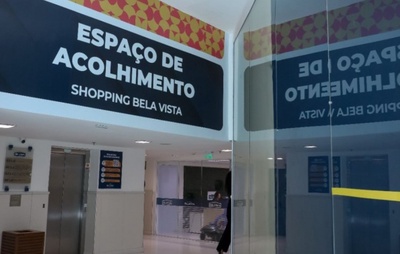 ESPAÇO DE
ACOLHIMENTO
SHOPPING BELA VISTA